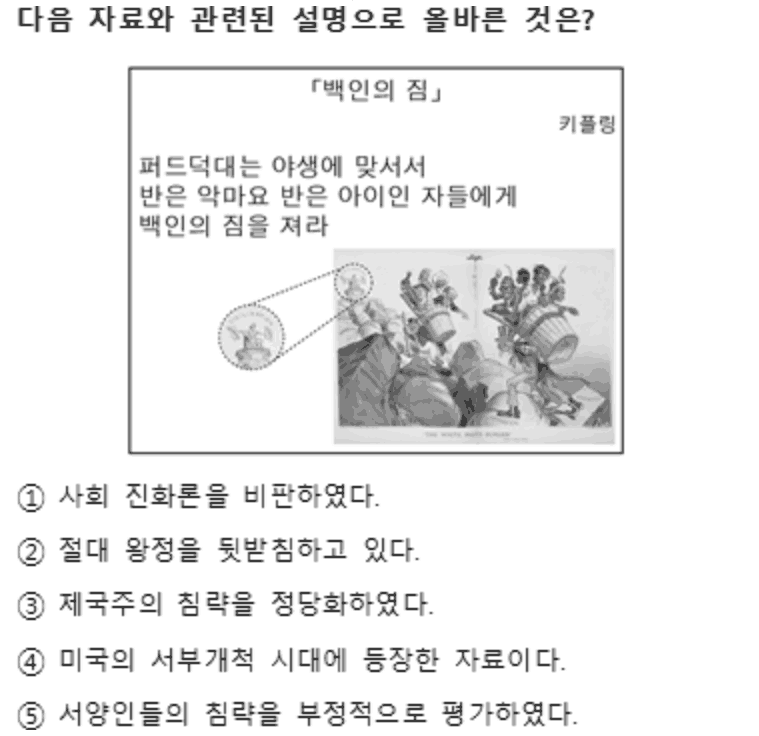 다음 자료와 관련된 설명으로 올바른 것은?
「백인의 짐」
키플링
퍼드덕대는 야생에 맞서서
반은 악마요 반은 아이인 자들에게
백인의 짐을 져라
① 사회 진화론을 비판하였다.
② 절대 왕정을 뒷받침하고 있다.
③ 제국주의 침략을 정당화하였다.
④ 미국의 서부개척 시대에 등장한 자료이다.
⑤ 서양인들의 침략을 부정적으로 평가하였다.